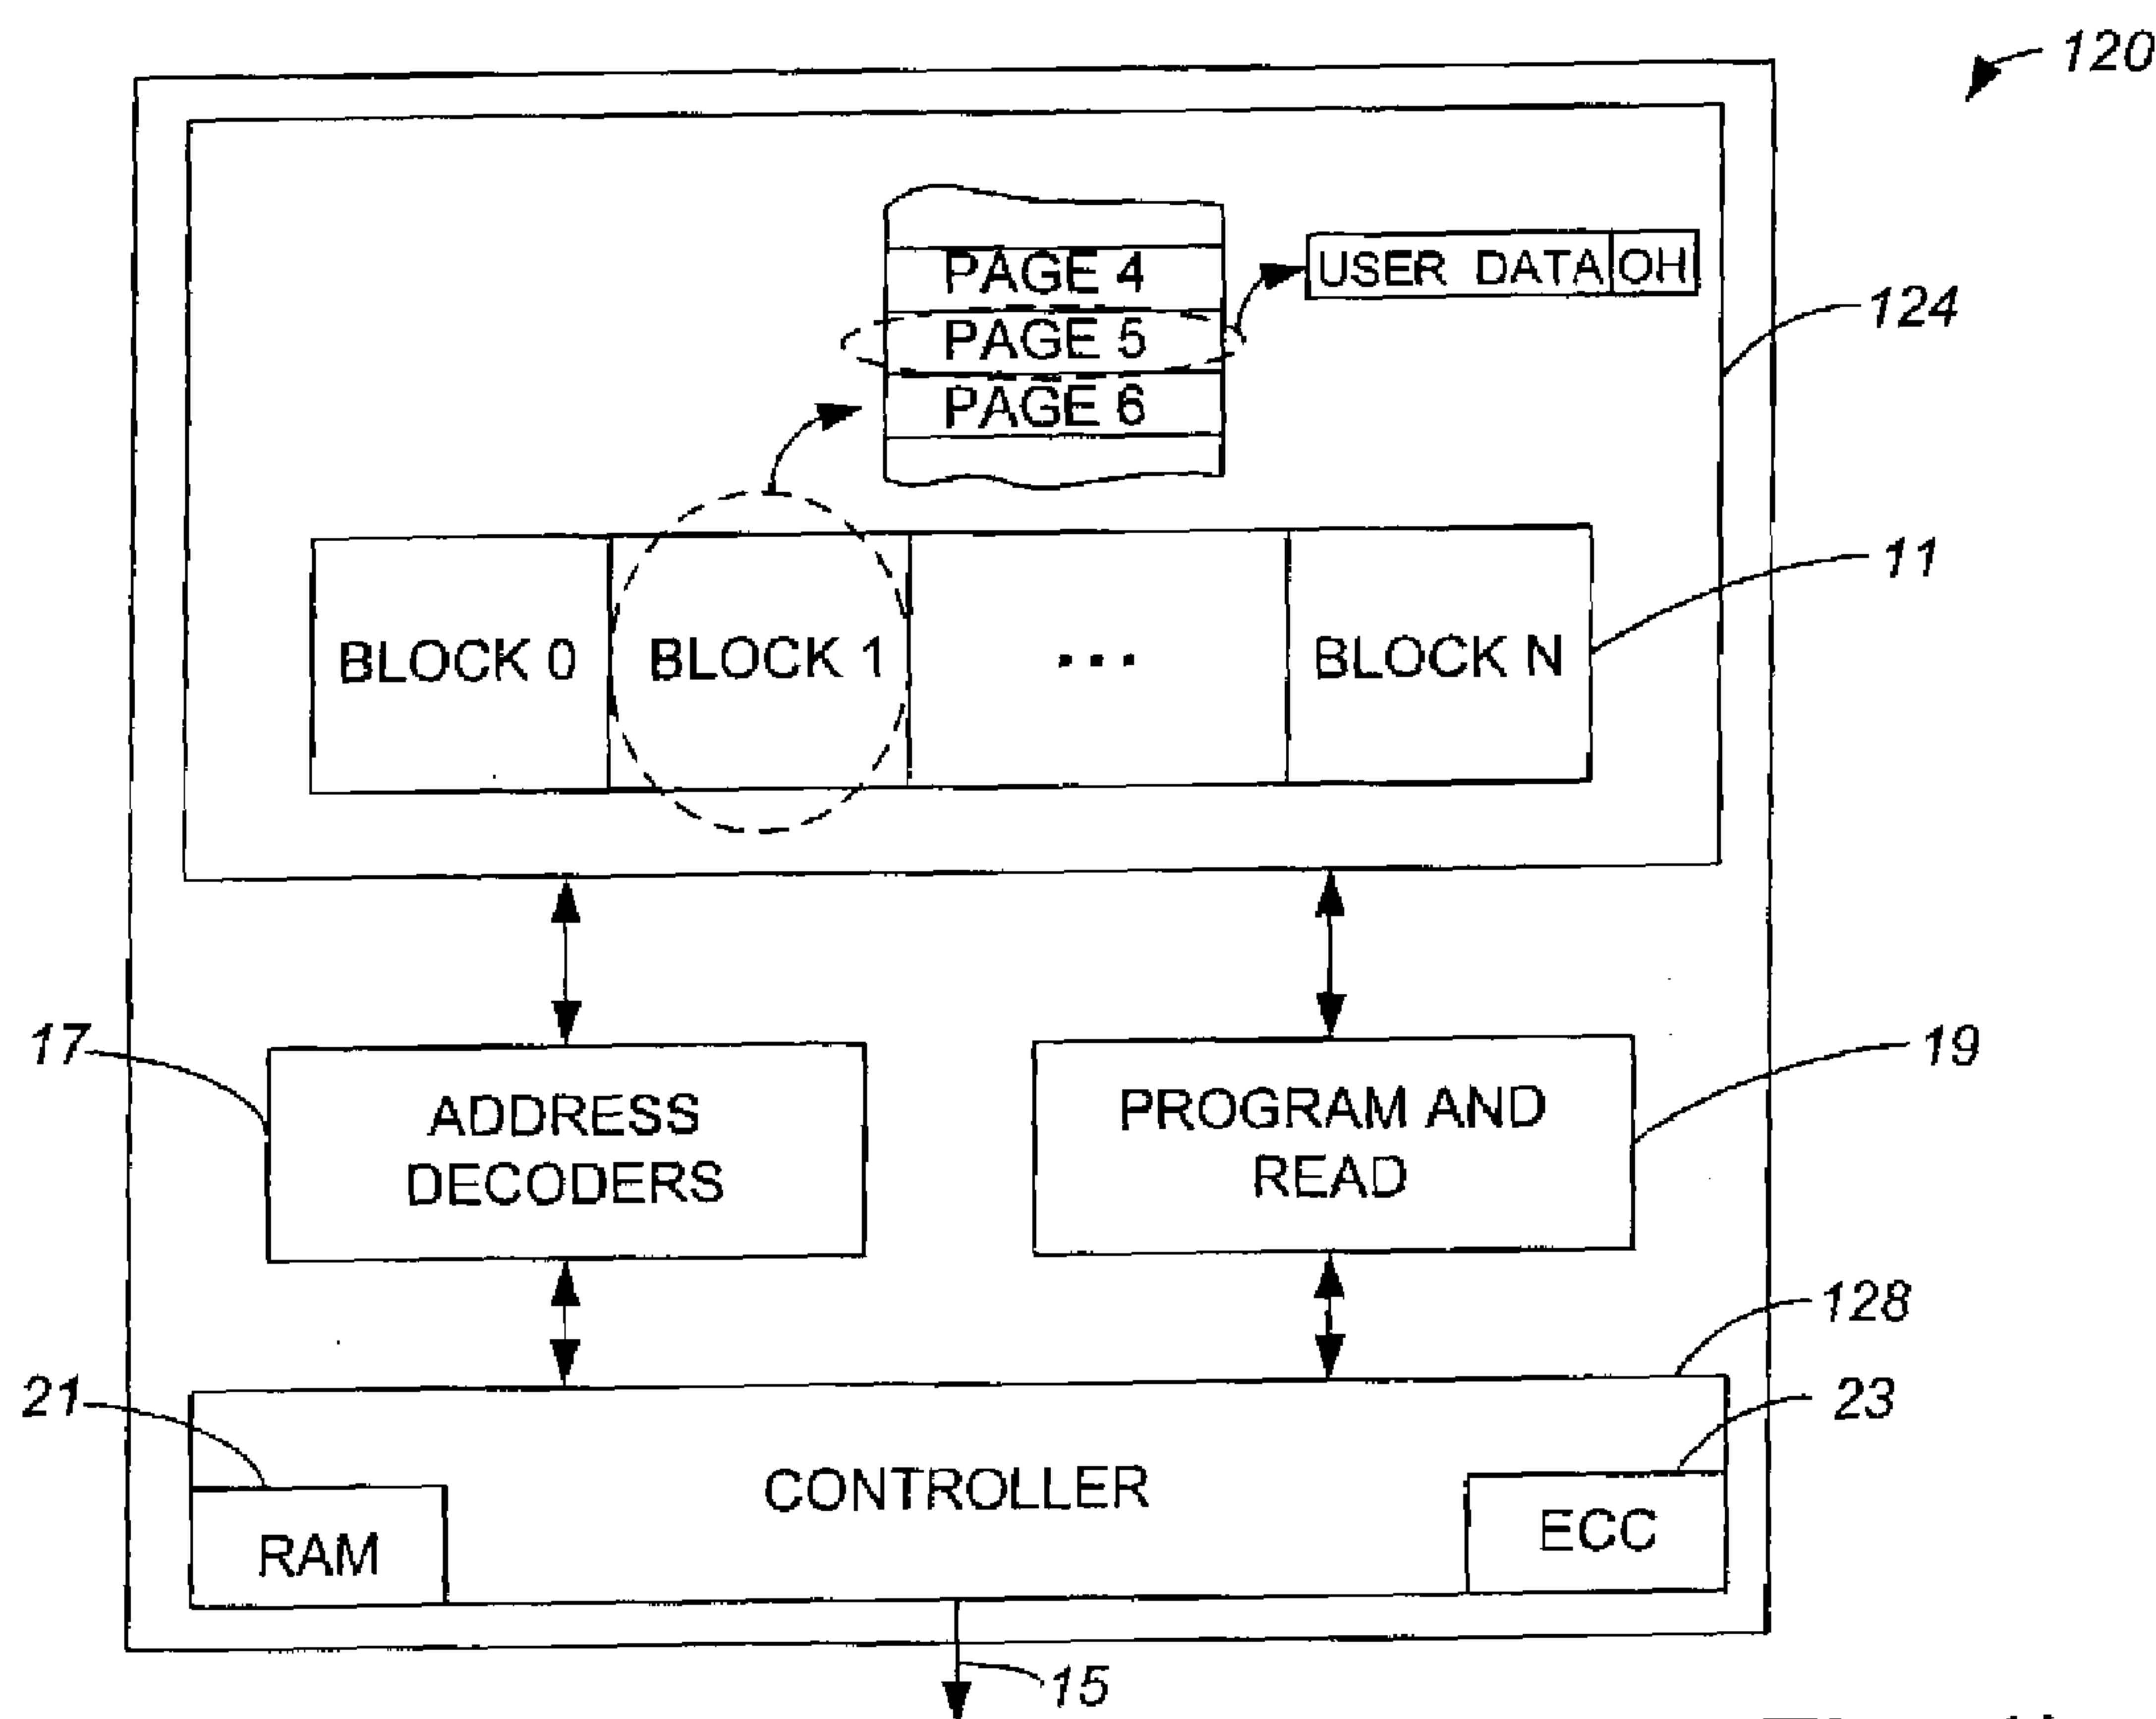 120
PAGE 4
USER DATA OH
124
PAGE 5
PAGE 6
11
BLOCK 0 BLOCK 1 ... BLOCK N
17
19
ADDRESS
DECODERS
PROGRAM AND
READ
128
21
23
CONTROLLER
RAM
ECC
15